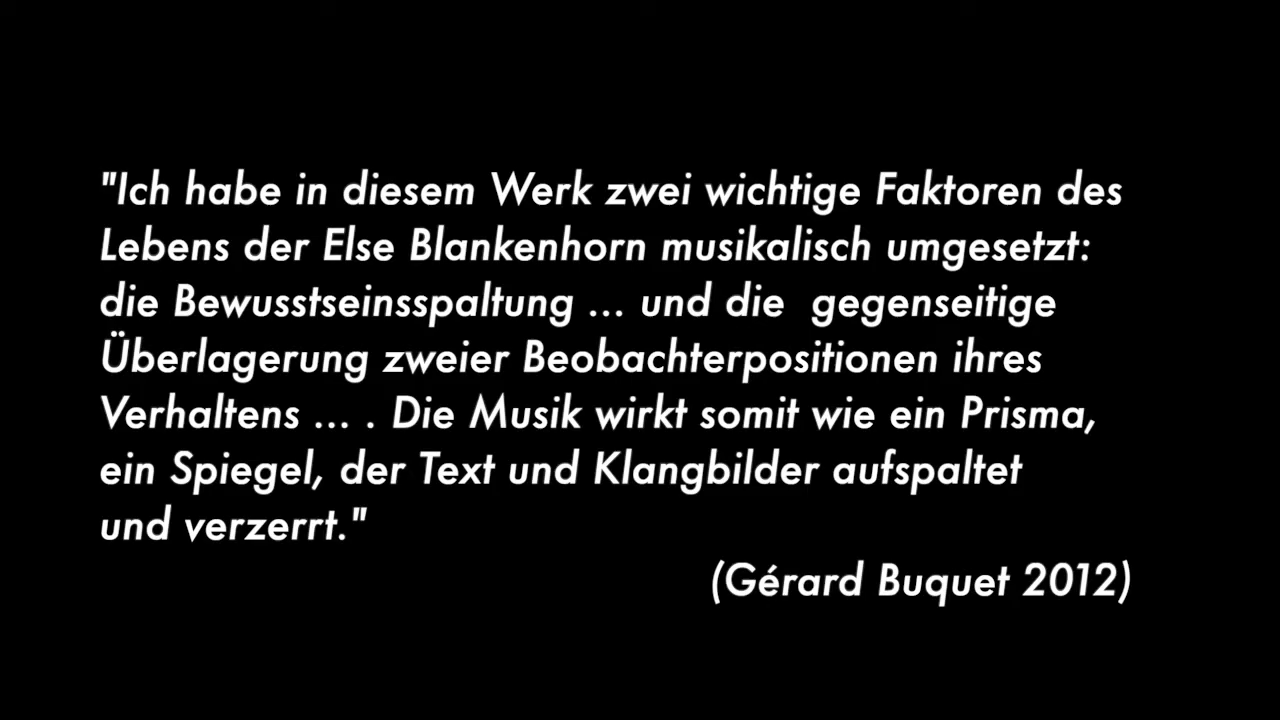 "Ich habe in diesem Werk zwei wichtige Faktoren des
Lebens der Else Blankenhorn musikalisch umgesetzt:
die Bewusstseinsspaltung ... und die  gegenseitige
Überlagerung zweier Beobachterpositionen ihres
Verhaltens ... . Die Musik wirkt somit wie ein Prisma,
ein Spiegel, der Text und Klangbilder aufspaltet
und verzerrt."
(Gérard Buquet 2012)